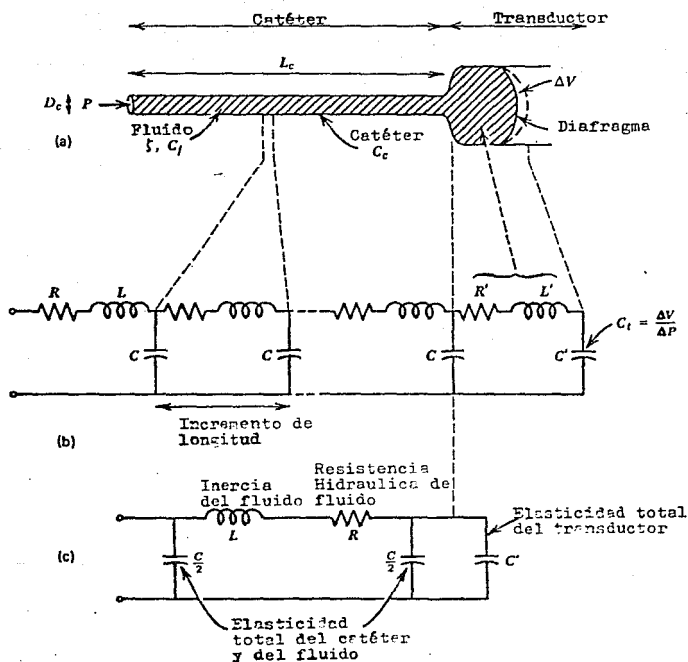 Catéter
Transductor
L_c
D_c
P
ΔV
Diafragma
(a)
Fluido
ζ, C_f
Catéter
C_c
R
L
R'
L'
C_t = ΔV/ΔP
C
C
C
C'
Incremento de
longitud
(b)
Resistencia
Inercia
Hidraulica de
del fluido
fluido
Elasticidad total
del transductor
L
R
(c)
C/2
C/2
C'
Elasticidad
total del catéter
y del fluido